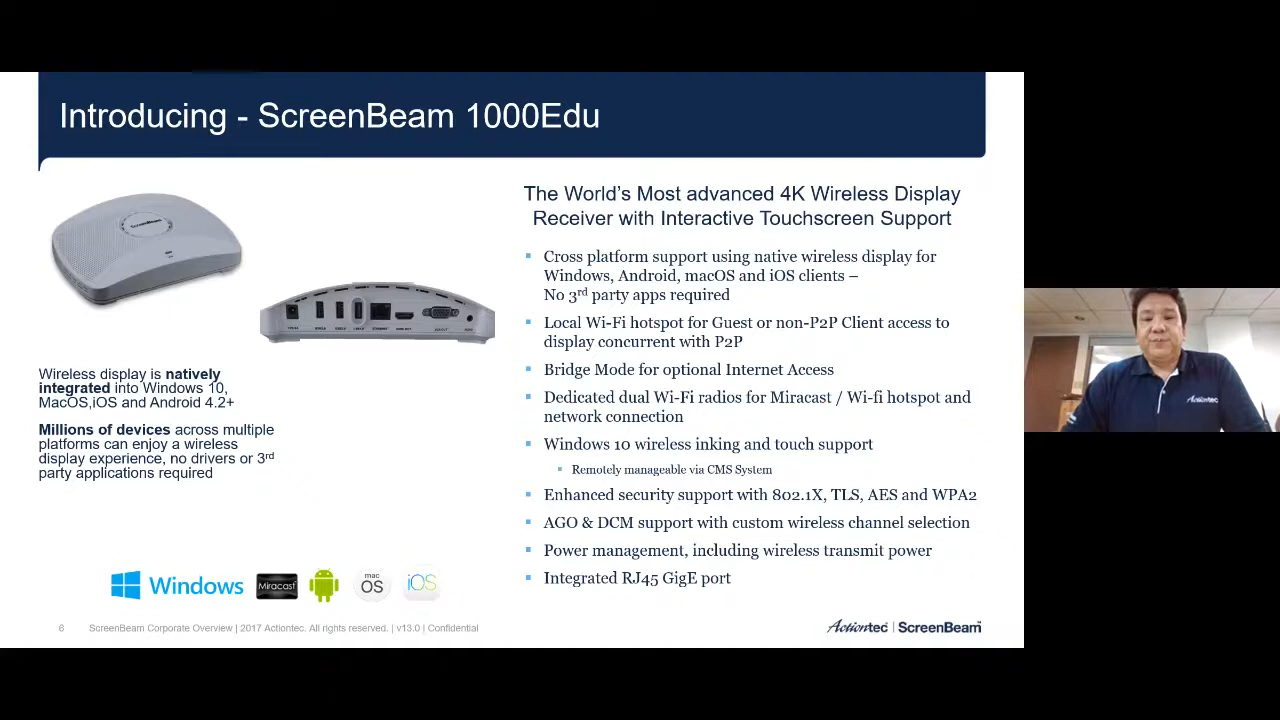 Introducing - ScreenBeam 1000Edu
ScreenBeam
The World's Most advanced 4K Wireless Display
Receiver with Interactive Touchscreen Support
Cross platform support using native wireless display for
Windows, Android, macOS and iOS clients –
No 3rd party apps required
Local Wi-Fi hotspot for Guest or non-P2P Client access to
display concurrent with P2P
Bridge Mode for optional Internet Access
Dedicated dual Wi-Fi radios for Miracast / Wi-fi hotspot and
network connection
Windows 10 wireless inking and touch support
Remotely manageable via CMS System
Enhanced security support with 802.1X, TLS, AES and WPA2
AGO & DCM support with custom wireless channel selection
Power management, including wireless transmit power
Integrated RJ45 GigE port
Wireless display is natively
integrated into Windows 10,
MacOS,iOS and Android 4.2+
Millions of devices across multiple
platforms can enjoy a wireless
display experience, no drivers or 3rd
party applications required
Windows
Miracast
mac
OS
iOS
6 ScreenBeam Corporate Overview | 2017 Actiontec. All rights reserved. | v13.0 | Confidential
Actiontec | ScreenBeam
Actiontec